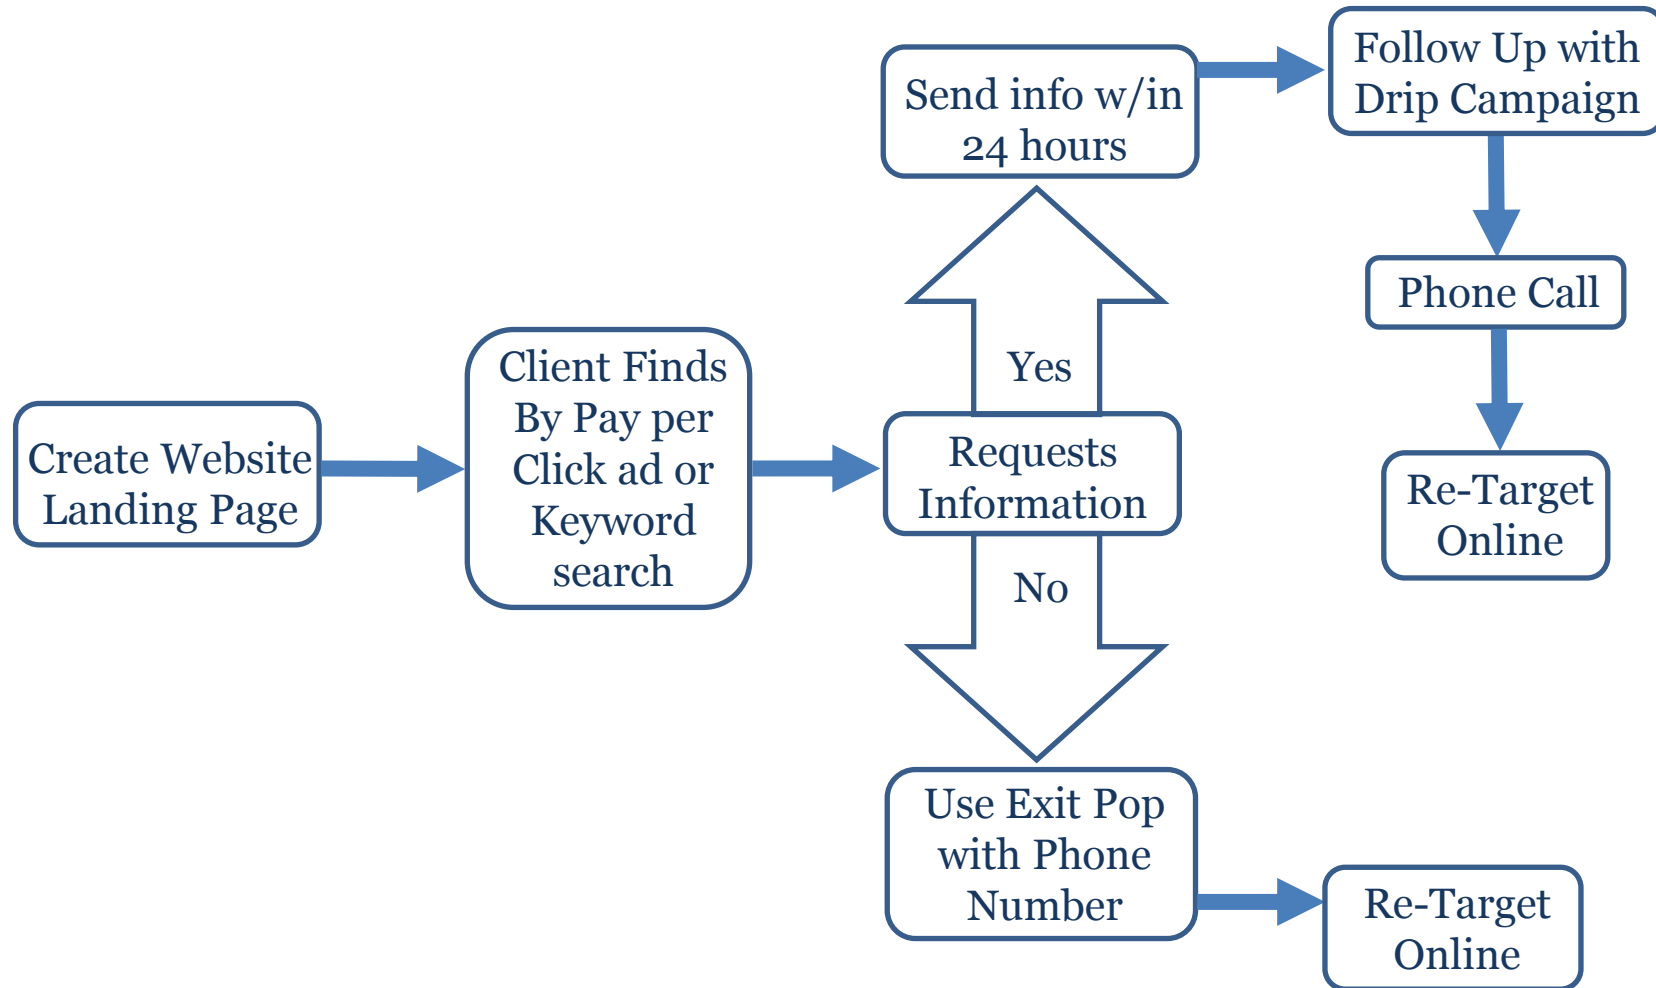 Create Website
Landing Page
Client Finds
By Pay per
Click ad or
Keyword
search
Requests
Information
Yes
Send info w/in
24 hours
Follow Up with
Drip Campaign
Phone Call
Re-Target
Online
No
Use Exit Pop
with Phone
Number
Re-Target
Online